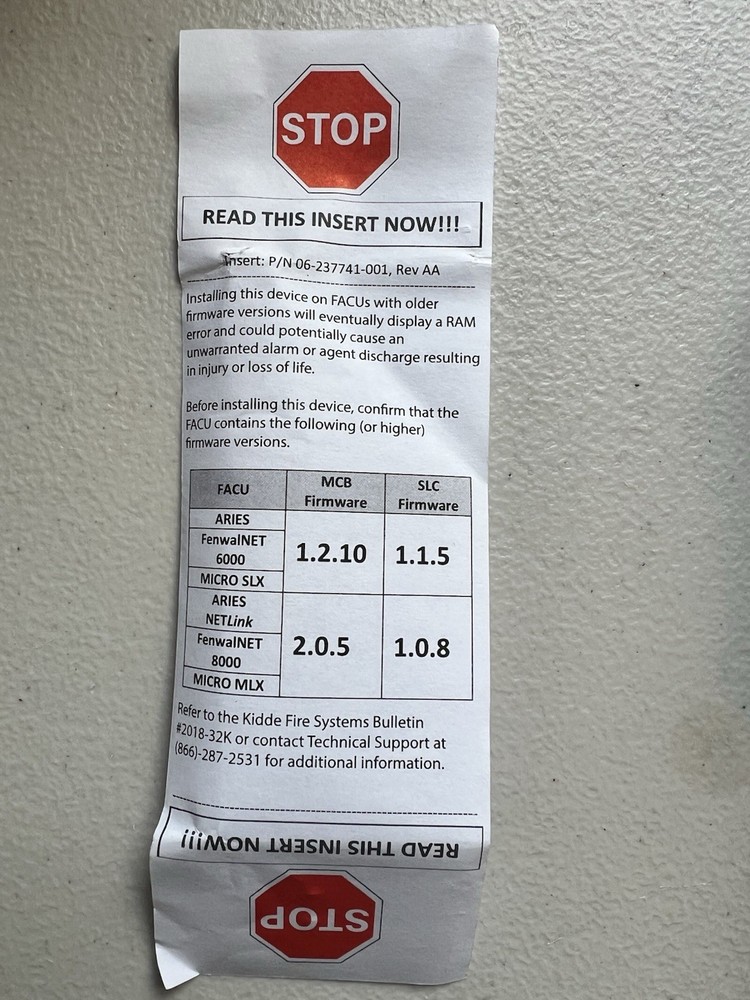 STOP
READ THIS INSERT NOW!!!
Insert: P/N 06-237741-001, Rev AA
Installing this device on FACUs with older
firmware versions will eventually display a RAM
error and could potentially cause an
unwarranted alarm or agent discharge resulting
in injury or loss of life.
Before installing this device, confirm that the
FACU contains the following (or higher)
firmware versions.
FACU MCB Firmware SLC Firmware
ARIES
FenwalNET
6000
MICRO SLX
1.2.10 1.1.5
ARIES
NETLink
FenwalNET
8000
MICRO MLX
2.0.5 1.0.8
Refer to the Kidde Fire Systems Bulletin
#2018-32K or contact Technical Support at
(866)-287-2531 for additional information.
READ THIS INSERT NOW!!!
STOP